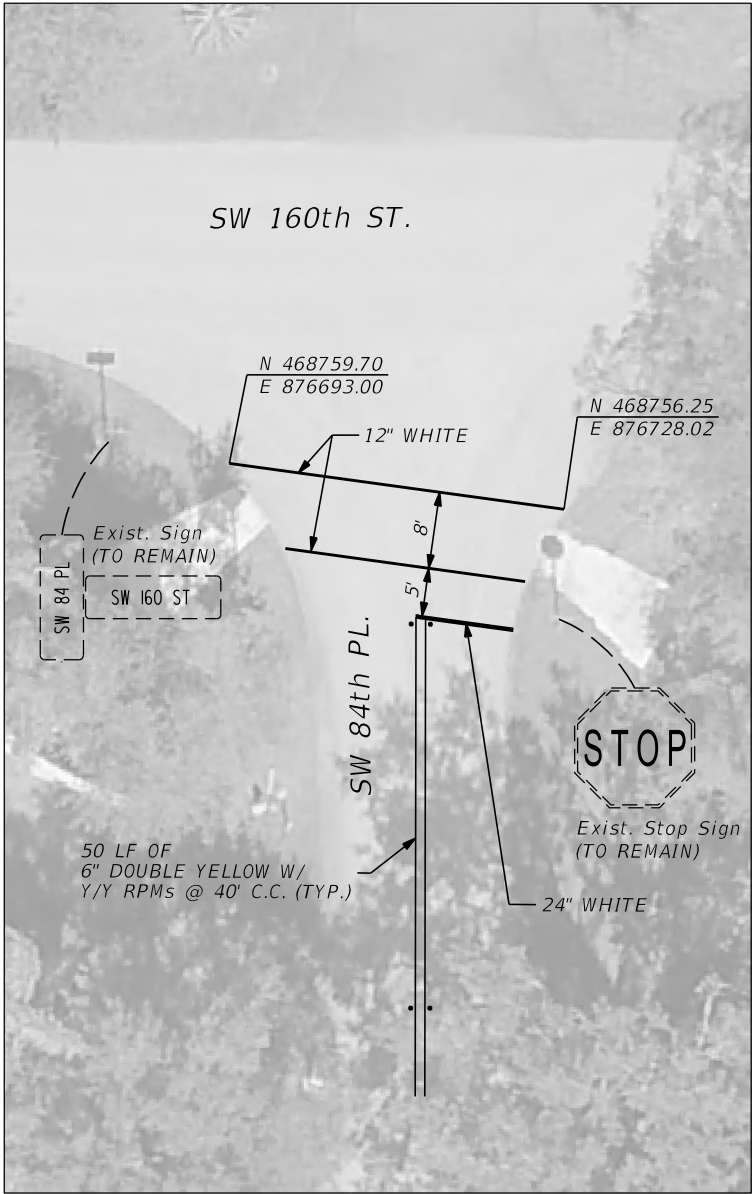 SW 160th ST.
N 468759.70
E 876693.00
N 468756.25
E 876728.02
12" WHITE
8'
Exist. Sign
(TO REMAIN)
SW 84 PL
SW 160 ST
5'
SW 84th PL.
STOP
Exist. Stop Sign
(TO REMAIN)
50 LF OF
6" DOUBLE YELLOW W/
Y/Y RPMs @ 40' C.C. (TYP.)
24" WHITE